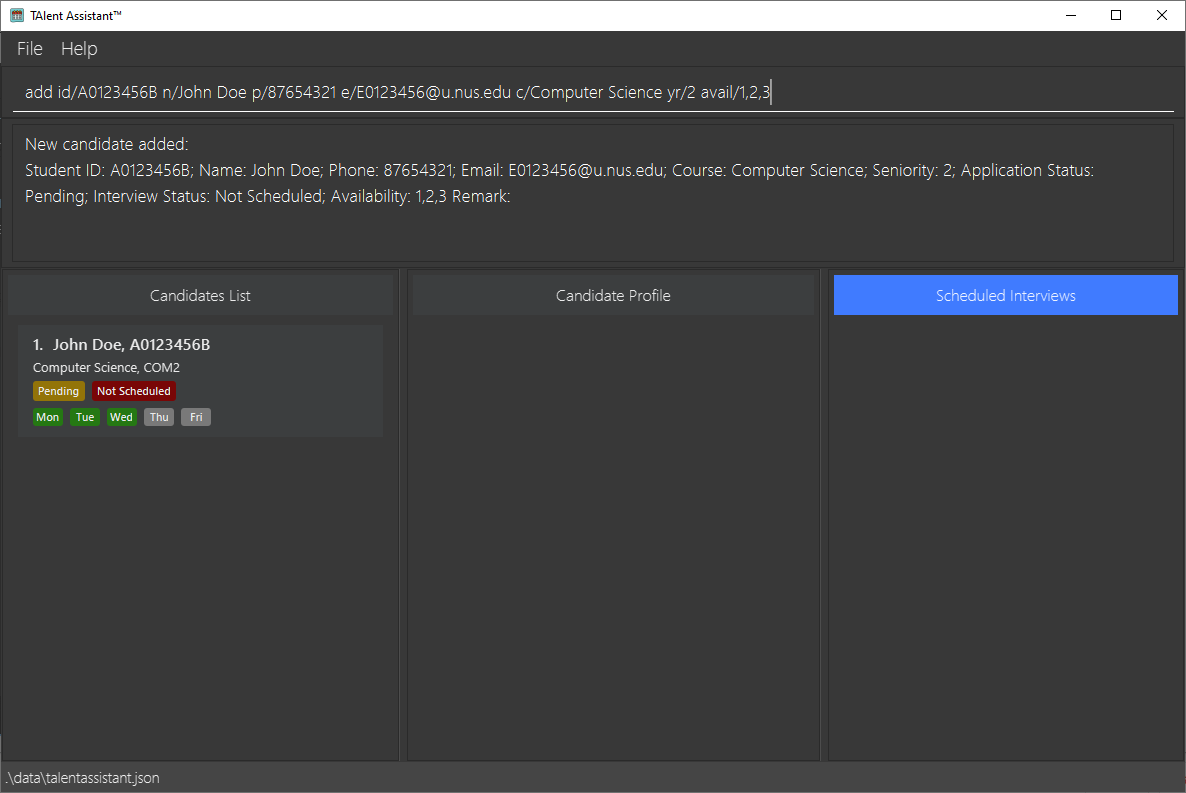 TAlent Assistant™
File Help
add id/A0123456B n/John Doe p/87654321 e/E0123456@u.nus.edu c/Computer Science yr/2 avail/1,2,3
New candidate added:
Student ID: A0123456B; Name: John Doe; Phone: 87654321; Email: E0123456@u.nus.edu; Course: Computer Science; Seniority: 2; Application Status:
Pending; Interview Status: Not Scheduled; Availability: 1,2,3 Remark:
Candidates List
1. John Doe, A0123456B
Computer Science, COM2
Pending Not Scheduled
Mon Tue Wed Thu Fri
Candidate Profile
Scheduled Interviews
.\data\talentassistant.json